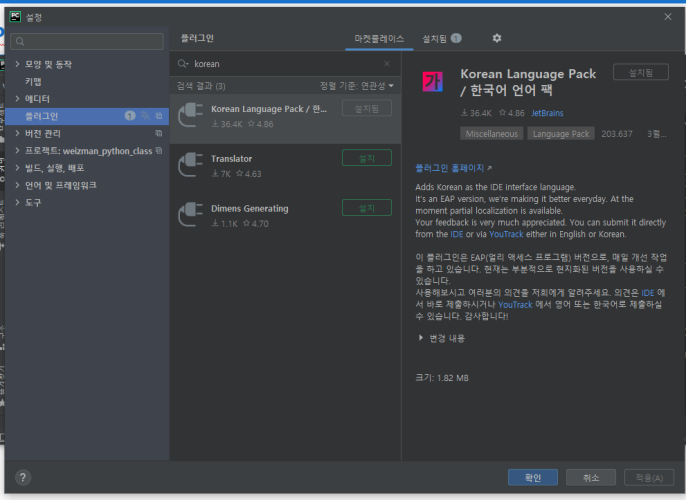 PC 설정
모양 및 동작
키맵
에디터
플러그인 1
버전 관리
프로젝트: weizman_python_class
빌드, 실행, 배포
언어 및 프레임워크
도구
플러그인 마켓플레이스 설치됨 1
korean
검색 결과 (3) 정렬 기준: 연관성
Korean Language Pack / 한... 설치됨
36.4K 4.86
Translator 설치
7K 4.63
Dimens Generating 설치
1.1K 4.70
가
Korean Language Pack 설치됨
/ 한국어 언어 팩
36.4K 4.86 JetBrains
Miscellaneous Language Pack 203.637 3월...
플러그인 홈페이지
Adds Korean as the IDE interface language.
It's an EAP version, we're making it better everyday. At the
moment partial localization is available.
Your feedback is very much appreciated. You can submit it directly
from the IDE or via YouTrack either in English or Korean.
이 플러그인은 EAP(얼리 액세스 프로그램) 버전으로, 매일 개선 작업
을 하고 있습니다. 현재는 부분적으로 현지화된 버전을 사용하실 수
있습니다.
사용해보시고 여러분의 의견을 저희에게 알려주세요. 의견은 IDE 에
서 바로 제출하시거나 YouTrack 에서 영어 또는 한국어로 제출하실
수 있습니다. 감사합니다!
변경 내용
크기: 1.82 MB
? 확인 취소 적용(A)